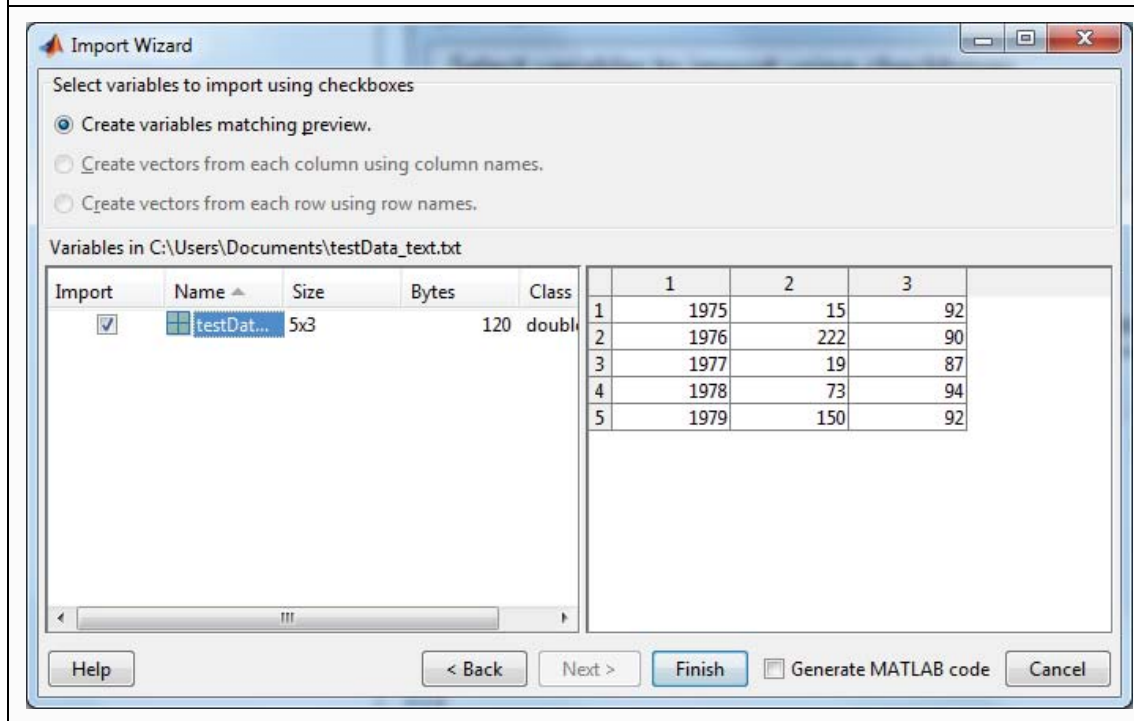 Import Wizard
Select variables to import using checkboxes
Create variables matching preview.
Create vectors from each column using column names.
Create vectors from each row using row names.
Variables in C:\Users\Documents\testData_text.txt
Import Name Size Bytes Class
testDat... 5x3 120 double
1 2 3
1 1975 15 92
2 1976 222 90
3 1977 19 87
4 1978 73 94
5 1979 150 92
Help < Back Next > Finish Generate MATLAB code Cancel